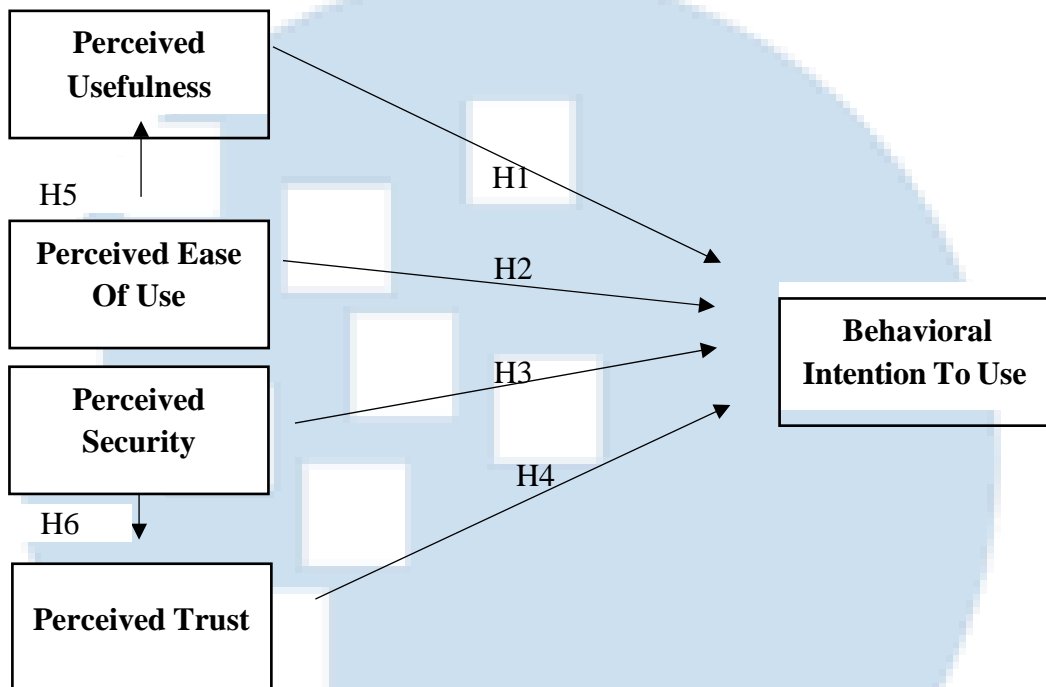 Perceived
Usefulness
H1
H5
Perceived Ease
Of Use
H2
Behavioral
Intention To Use
H3
Perceived
Security
H4
H6
Perceived Trust